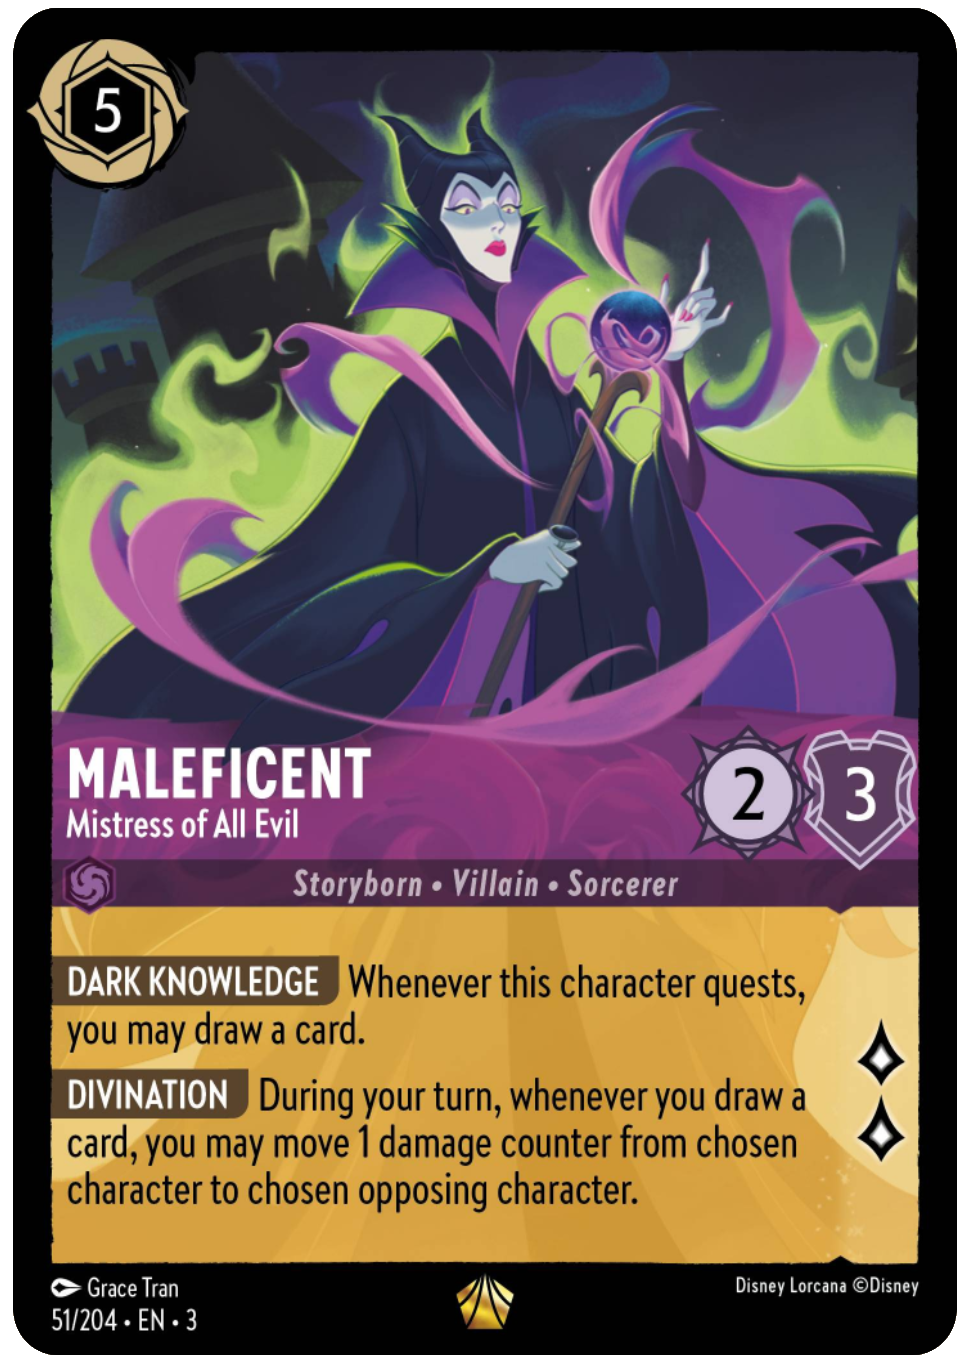 5
MALEFICENT
Mistress of All Evil
2
3
Storyborn • Villain • Sorcerer
DARK KNOWLEDGE Whenever this character quests,
you may draw a card.
DIVINATION During your turn, whenever you draw a
card, you may move 1 damage counter from chosen
character to chosen opposing character.
Grace Tran
51/204 • EN • 3
Disney Lorcana ©Disney